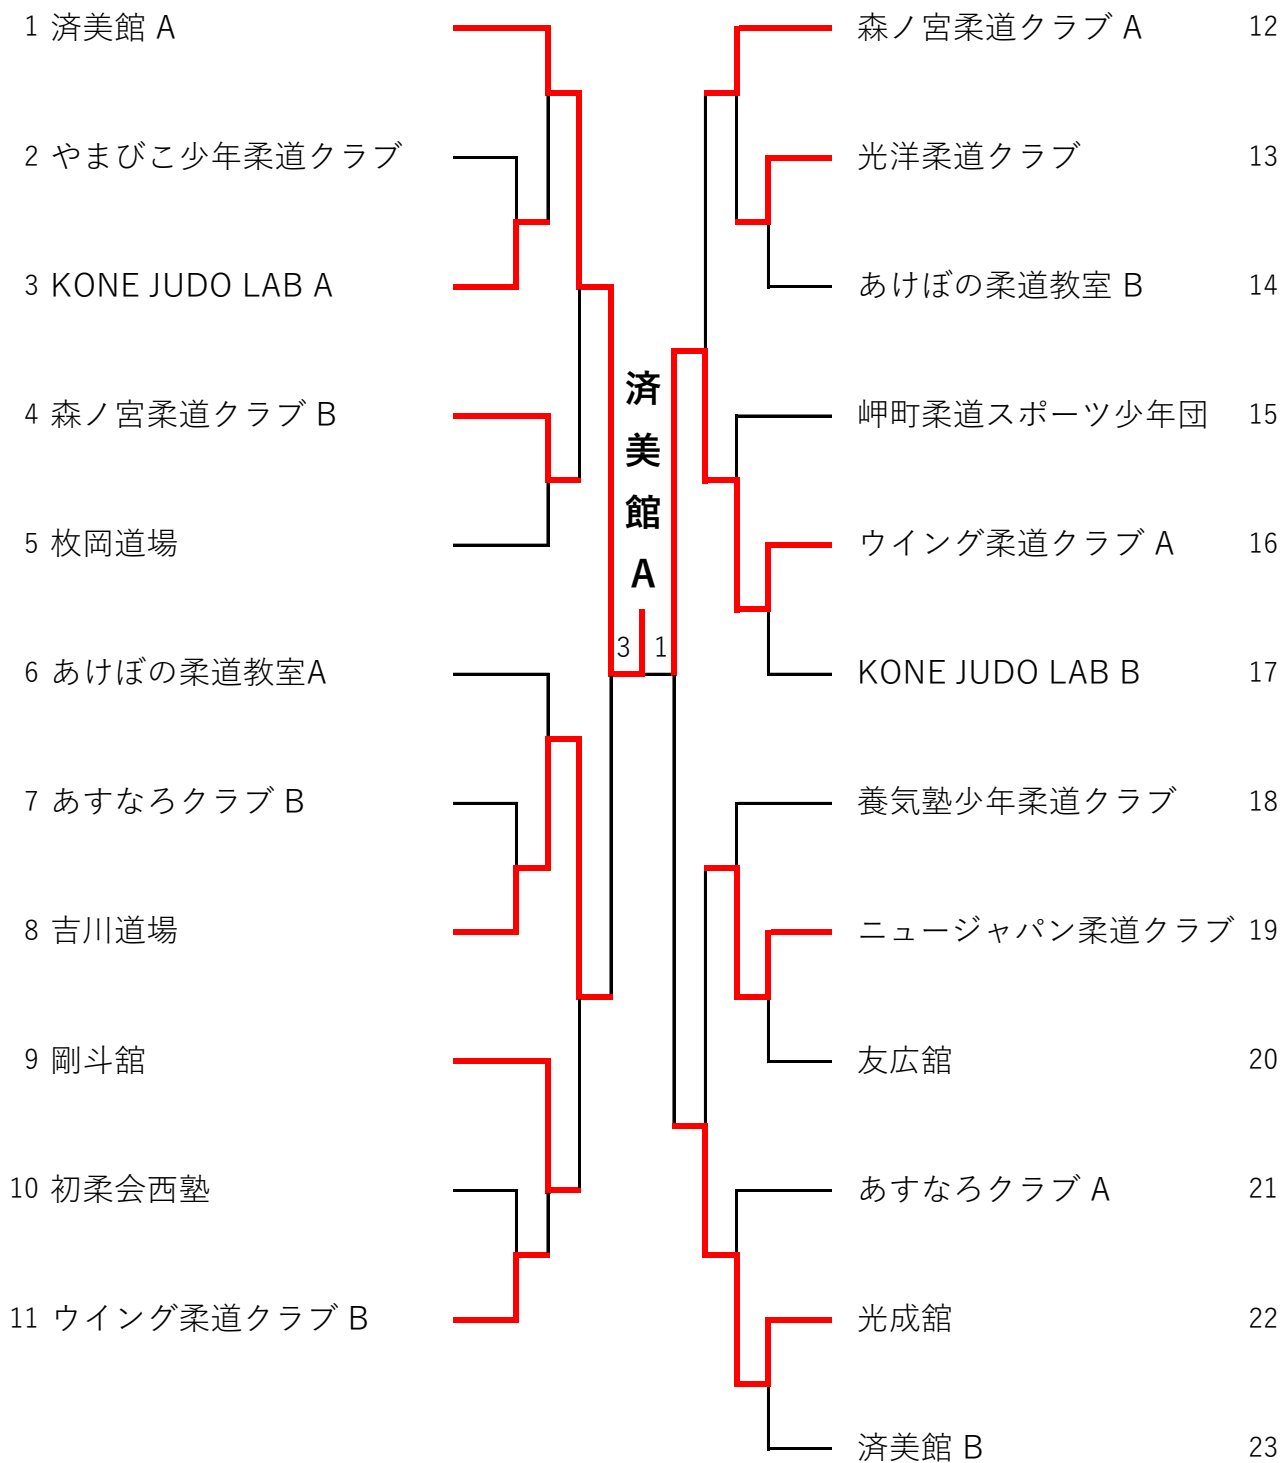 1 済美館 A
2 やまびこ少年柔道クラブ
3 KONE JUDO LAB A
4 森ノ宮柔道クラブ B
5 枚岡道場
6 あけぼの柔道教室A
7 あすなろクラブ B
8 吉川道場
9 剛斗舘
10 初柔会西塾
11 ウイング柔道クラブ B
済美館A
3 1
森ノ宮柔道クラブ A 12
光洋柔道クラブ 13
あけぼの柔道教室 B 14
岬町柔道スポーツ少年団 15
ウイング柔道クラブ A 16
KONE JUDO LAB B 17
養気塾少年柔道クラブ 18
ニュージャパン柔道クラブ 19
友広舘 20
あすなろクラブ A 21
光成舘 22
済美館 B 23